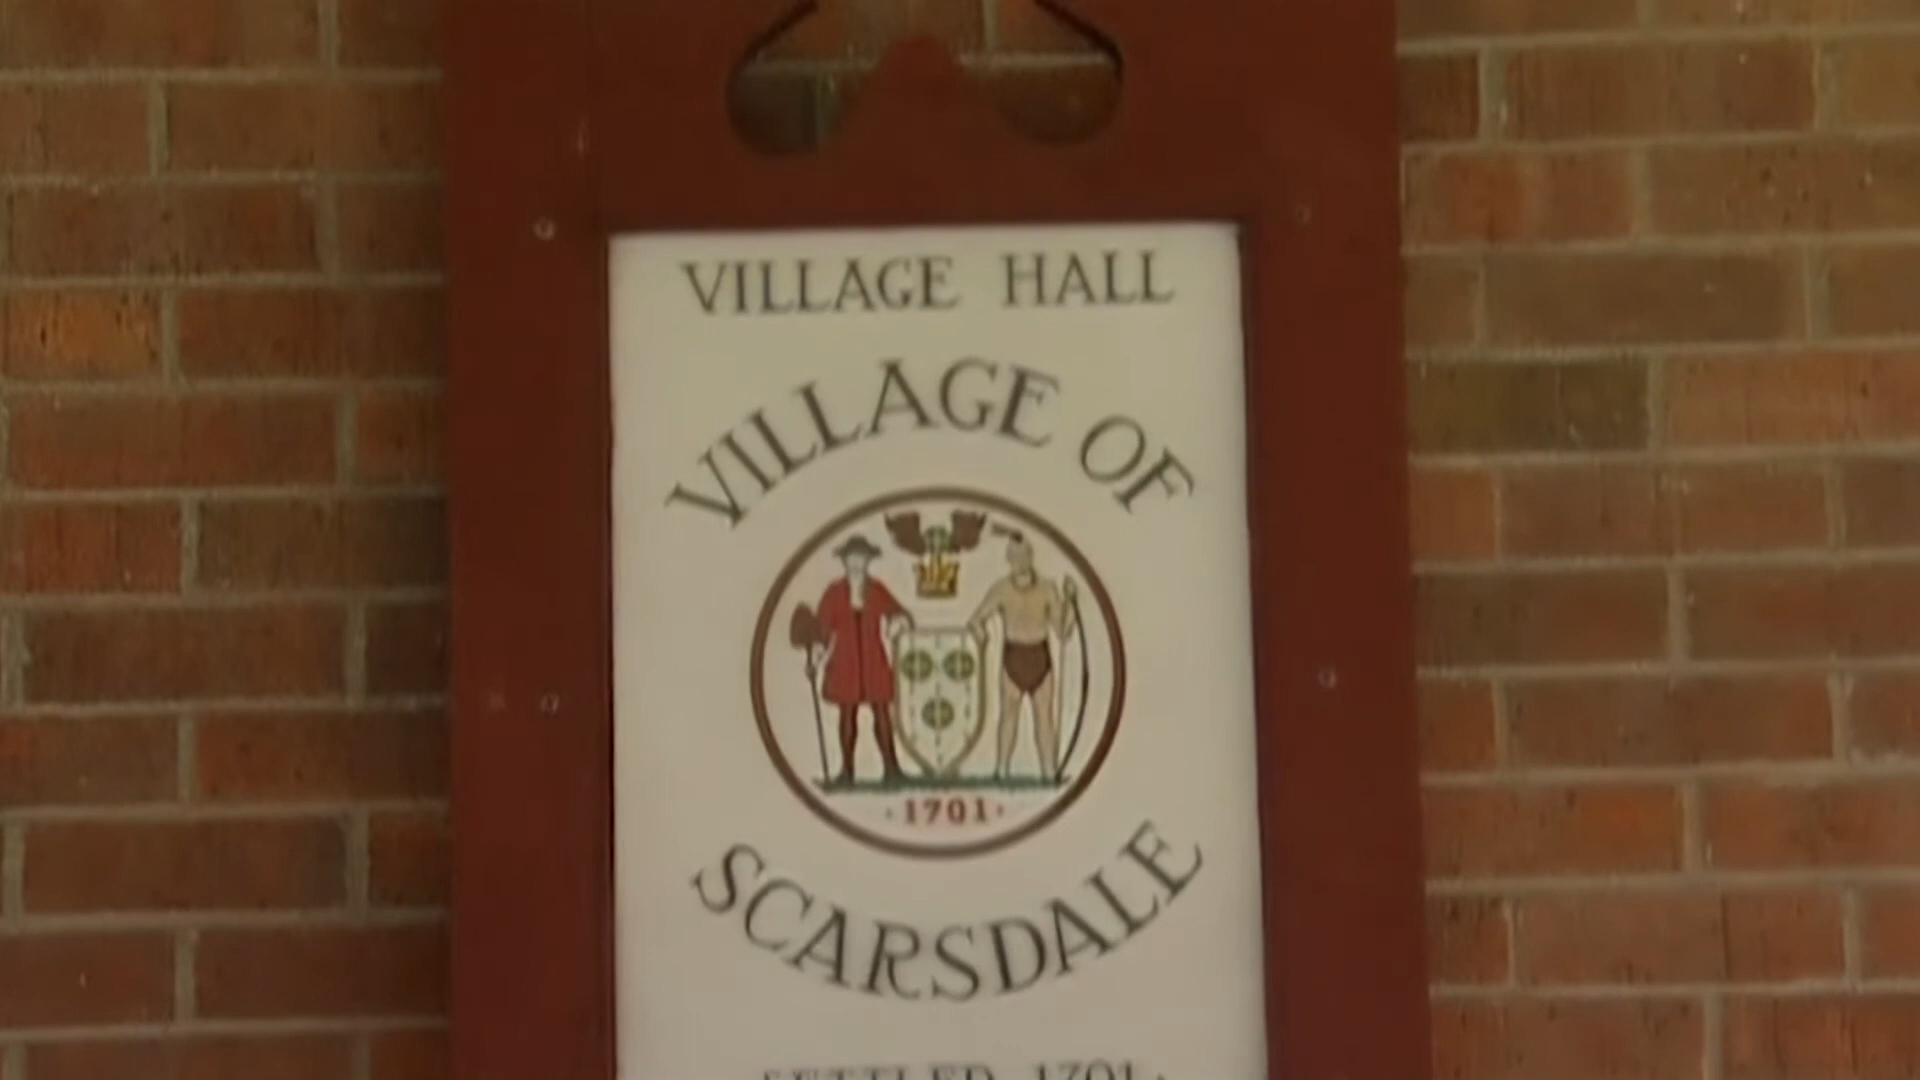 VILLAGE HALL
VILLAGE OF
·1701·
SCARSDALE
SETTLED 1701